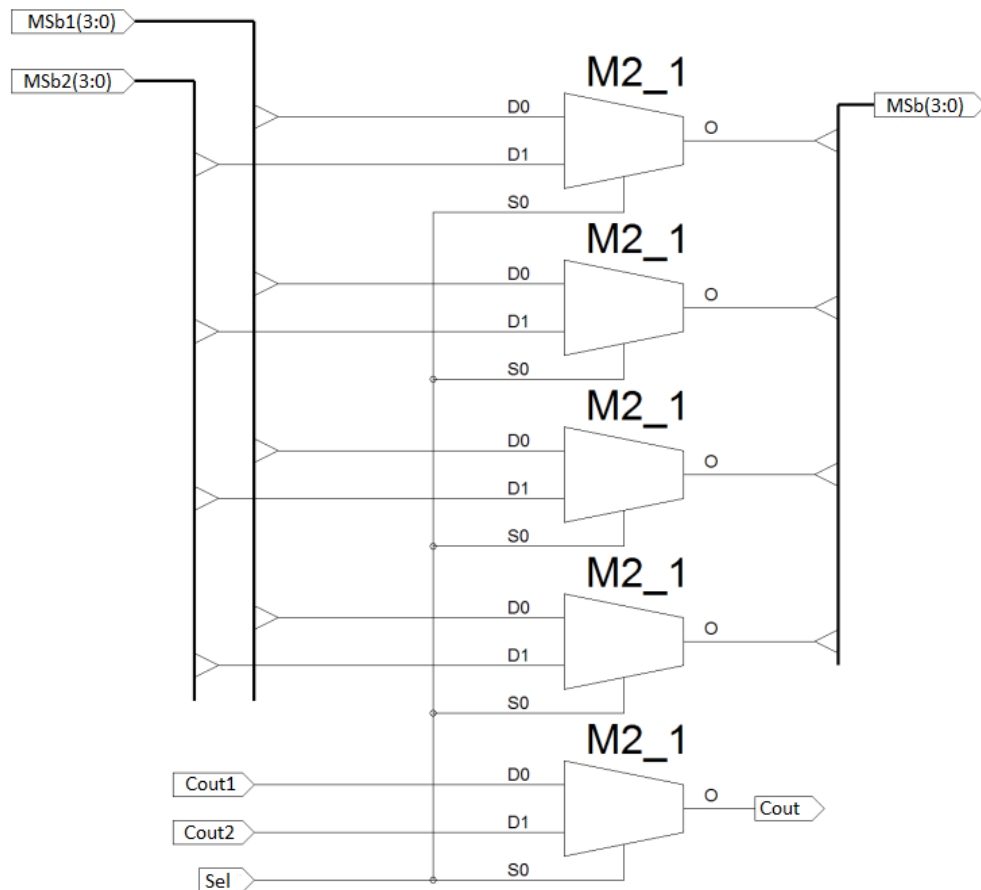 MSb1(3:0)
MSb2(3:0)
M2_1
D0
D1
S0
O
MSb(3:0)
M2_1
D0
D1
S0
O
M2_1
D0
D1
S0
O
M2_1
D0
D1
S0
O
M2_1
Cout1
D0
Cout2
D1
Sel
S0
O
Cout